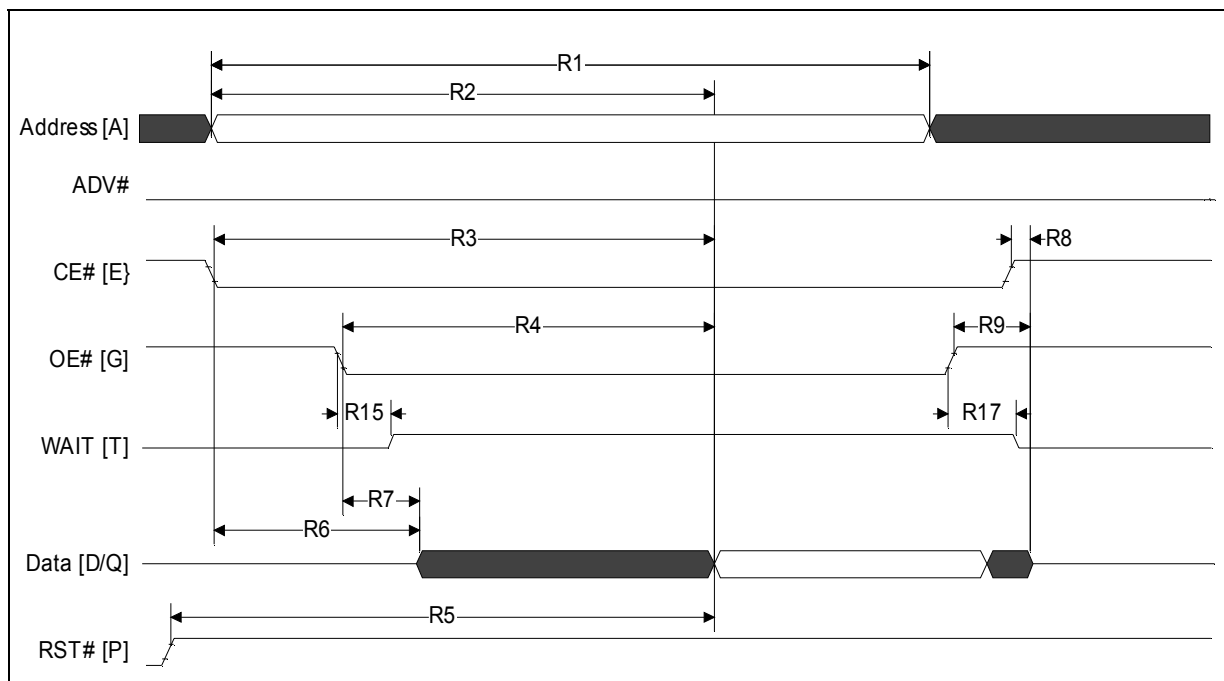 R1
R2
Address [A]
ADV#
R3
R8
CE# [E}
R4
R9
OE# [G]
R15
R17
WAIT [T]
R7
R6
Data [D/Q]
R5
RST# [P]